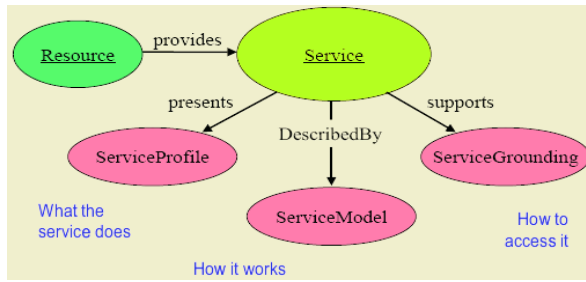 provides
Resource
Service
presents
supports
DescribedBy
ServiceProfile
ServiceGrounding
What the
service does
ServiceModel
How to
access it
How it works